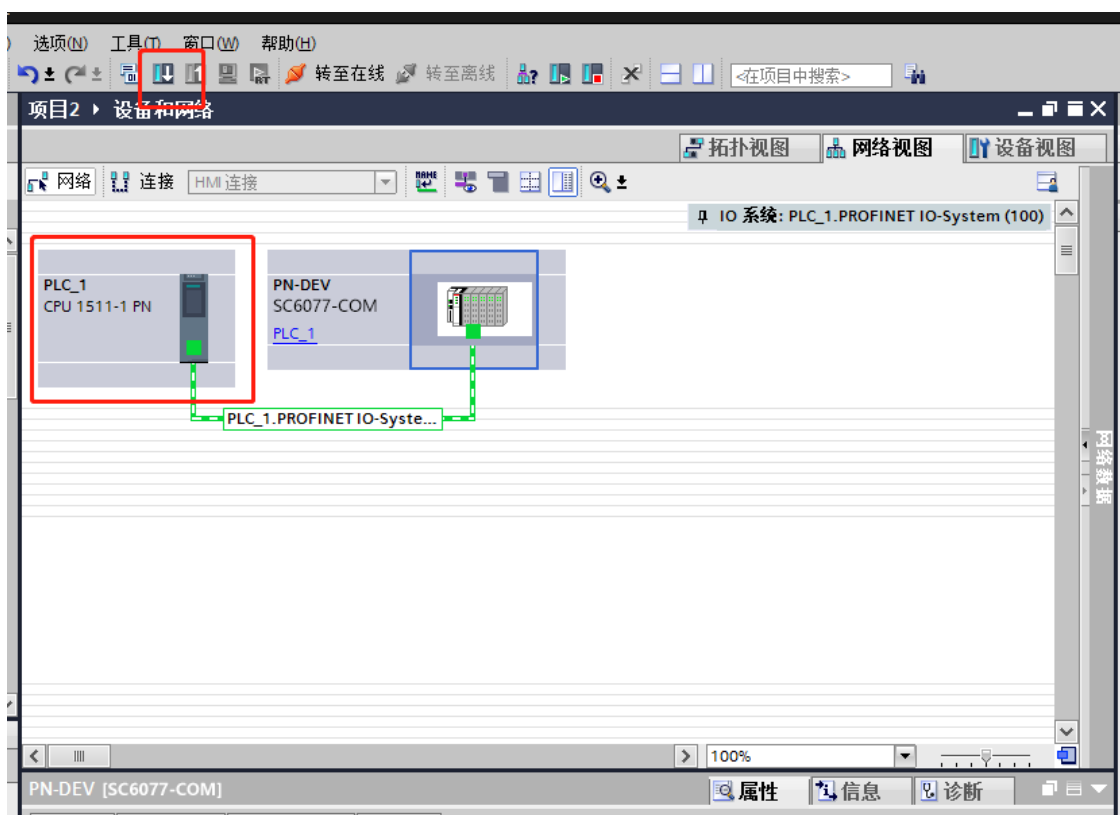 选项(N) 工具(T) 窗口(W) 帮助(H)
RT 转至在线 转至离线 <在项目中搜索>
项目2 ▸ 设备和网络
拓扑视图 网络视图 设备视图
网络 连接 HMI 连接
IO 系统: PLC_1.PROFINET IO-System (100)
PLC_1
CPU 1511-1 PN
PN-DEV
SC6077-COM
PLC_1
PLC_1.PROFINET IO-Syste...
网络数据
100%
PN-DEV [SC6077-COM]
属性 信息 诊断